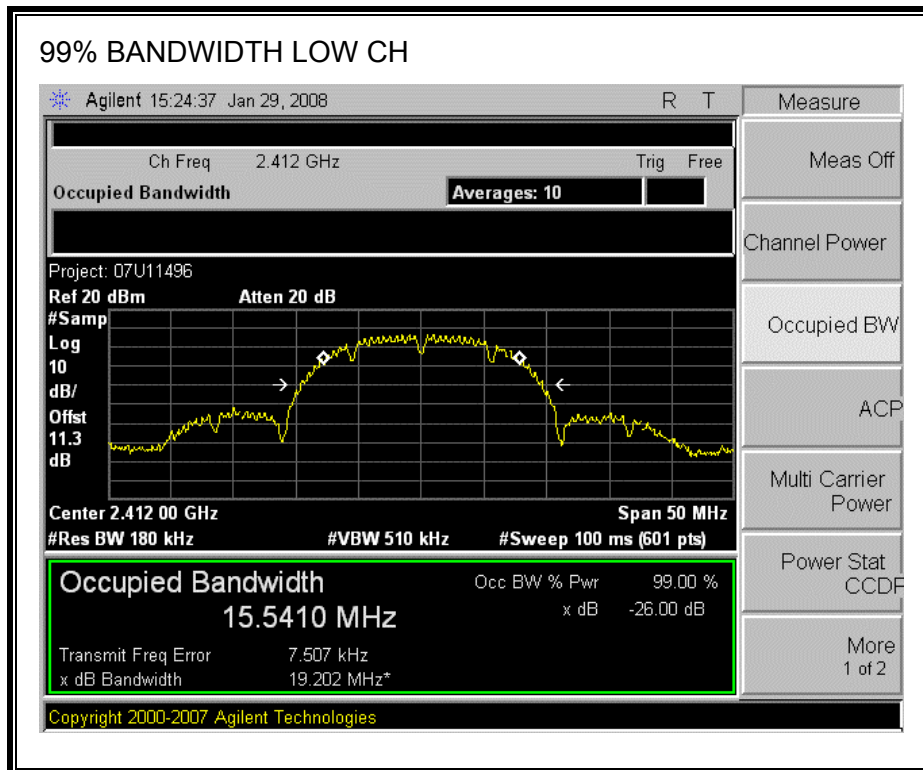 99% BANDWIDTH LOW CH
Agilent 15:24:37 Jan 29, 2008 R T
Measure
Ch Freq 2.412 GHz Trig Free
Occupied Bandwidth Averages: 10
Project: 07U11496
Ref 20 dBm Atten 20 dB
#Samp
Log
10
dB/
Offst
11.3
dB
Center 2.412 00 GHz Span 50 MHz
#Res BW 180 kHz #VBW 510 kHz #Sweep 100 ms (601 pts)
Occupied Bandwidth Occ BW % Pwr 99.00 %
15.5410 MHz x dB -26.00 dB
Transmit Freq Error 7.507 kHz
x dB Bandwidth 19.202 MHz*
Meas Off
Channel Power
Occupied BW
ACP
Multi Carrier
Power
Power Stat
CCDF
More
1 of 2
Copyright 2000-2007 Agilent Technologies